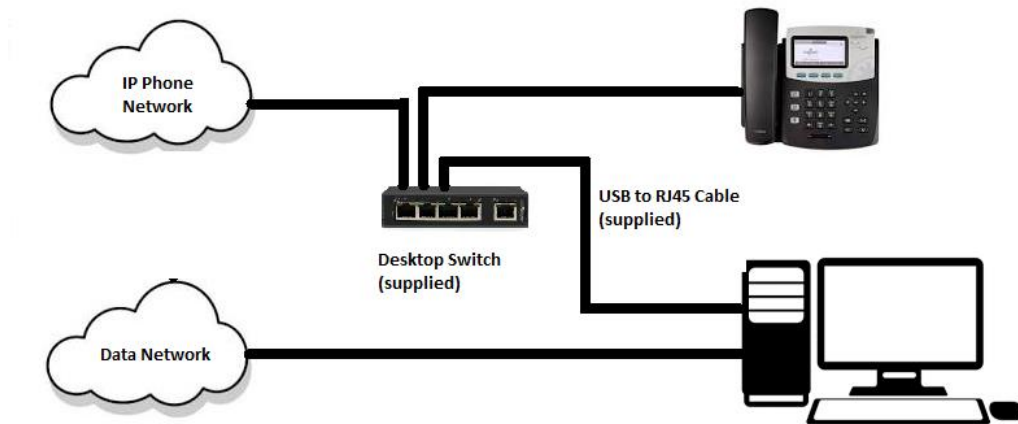 IP Phone
Network
USB to RJ45 Cable
(supplied)
Desktop Switch
(supplied)
Data Network